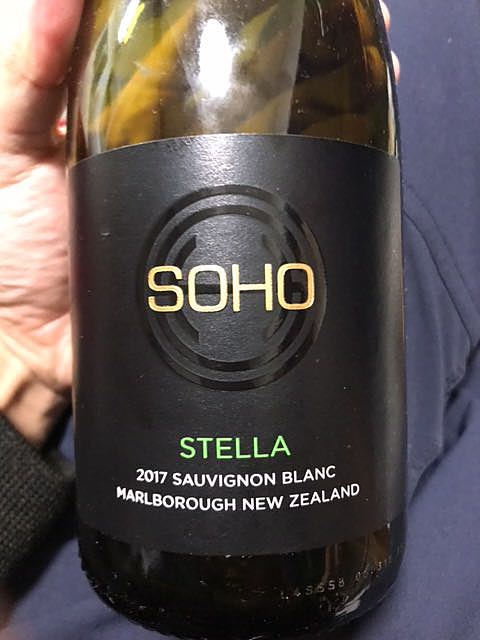 SOHO
STELLA
2017 SAUVIGNON BLANC
MARLBOROUGH NEW ZEALAND